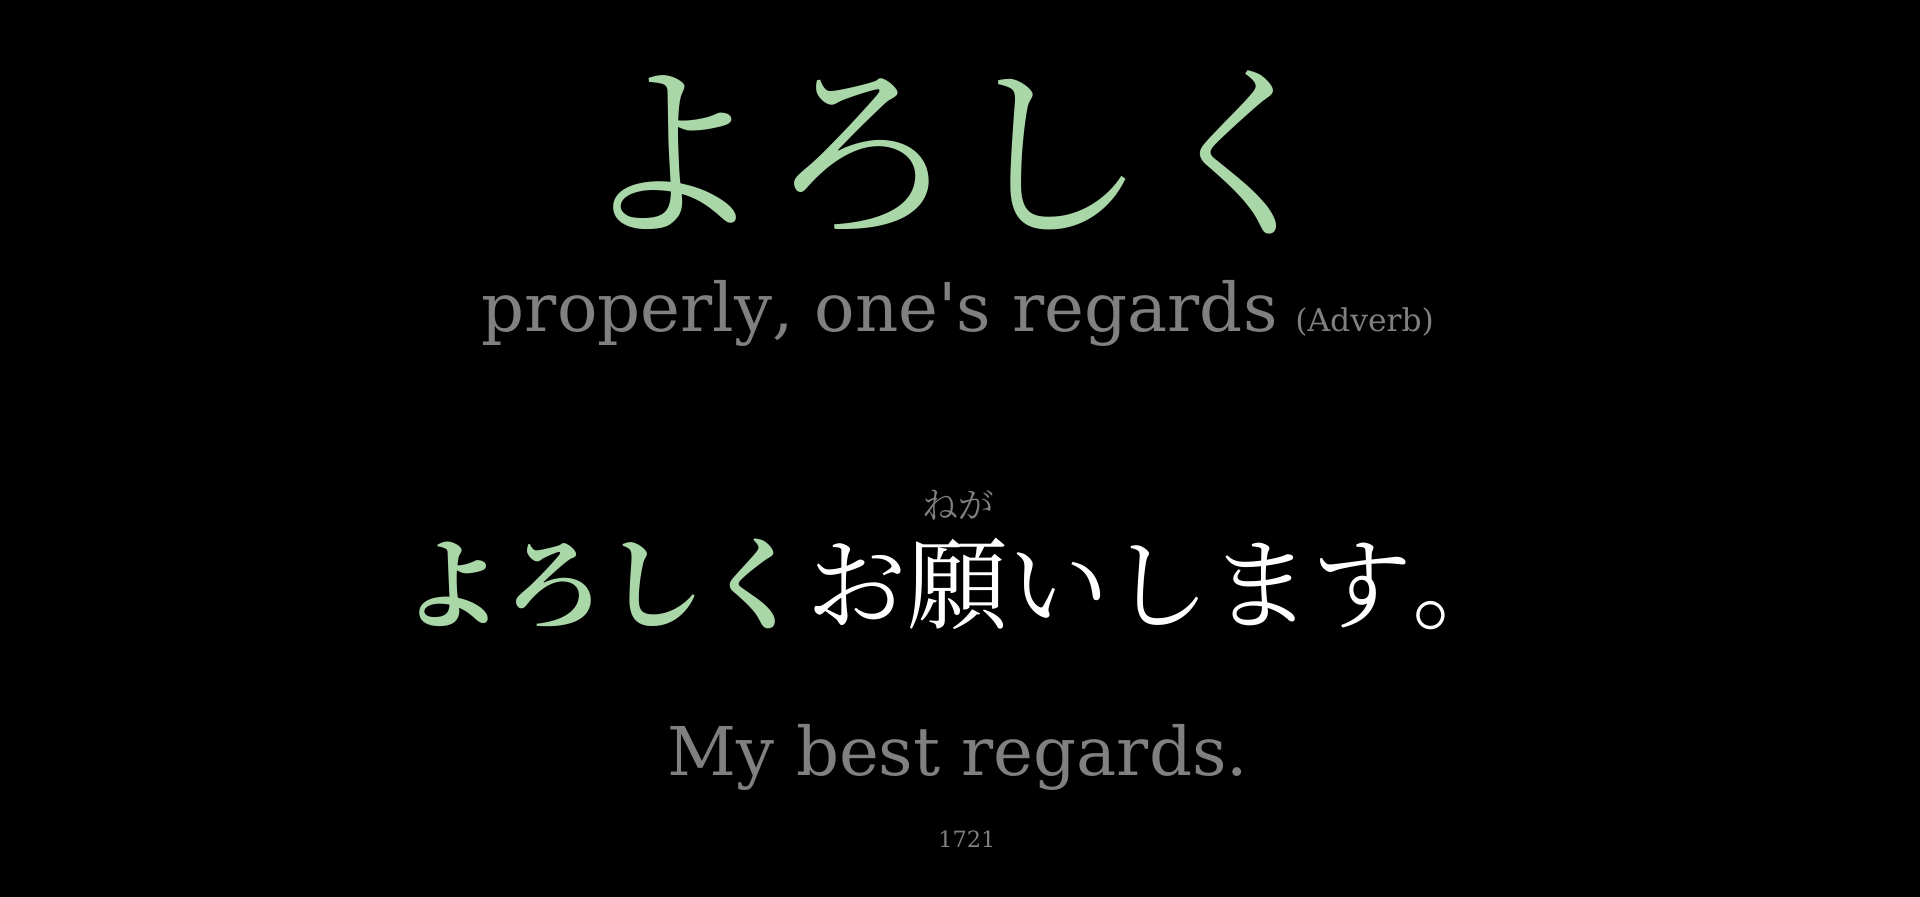 よろしく
properly, one's regards (Adverb)
ねが
よろしくお願いします。
My best regards.
1721